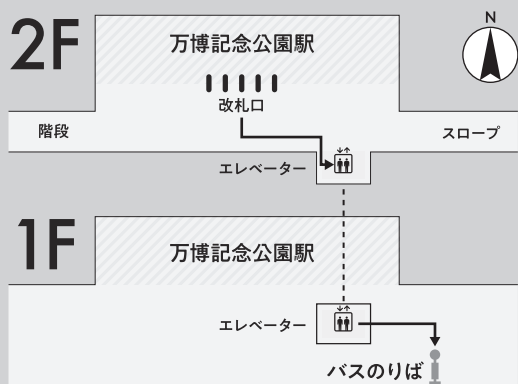 2F
N
万博記念公園駅
改札口
階段
スロープ
エレベーター
1F
万博記念公園駅
エレベーター
バスのりば